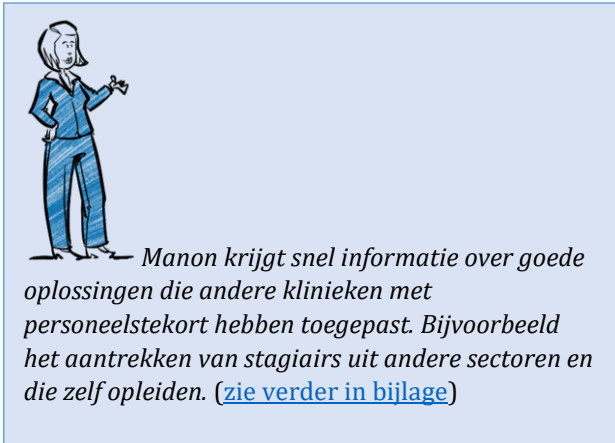 Manon krijgt snel informatie over goede
oplossingen die andere klinieken met
personeelstekort hebben toegepast. Bijvoorbeeld
het aantrekken van stagiairs uit andere sectoren en
die zelf opleiden. (zie verder in bijlage)